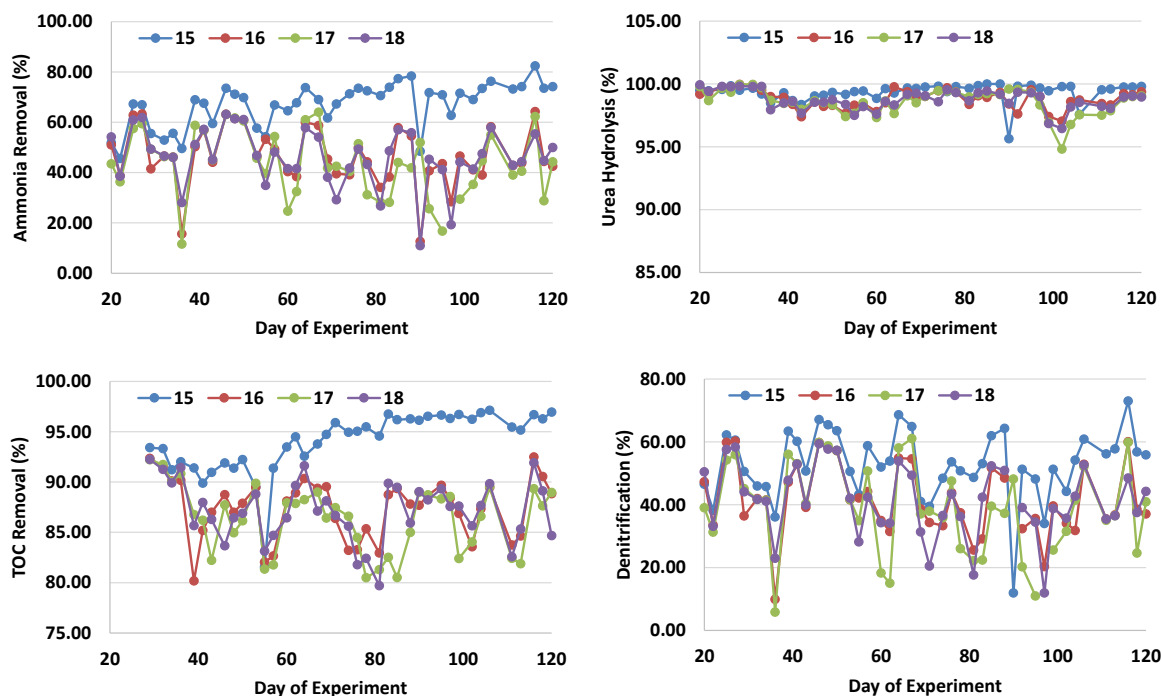 100.00
80.00
60.00
40.00
20.00
0.00
Ammonia Removal (%)
15 16 17 18
20 40 60 80 100 120
Day of Experiment
105.00
100.00
95.00
90.00
85.00
Urea Hydrolysis (%)
15 16 17 18
20 40 60 80 100 120
Day of Experiment
100.00
95.00
90.00
85.00
80.00
75.00
TOC Removal (%)
15 16 17 18
20 40 60 80 100 120
Day of Experiment
80.00
60.00
40.00
20.00
0.00
Denitrification (%)
15 16 17 18
20 40 60 80 100 120
Day of Experiment